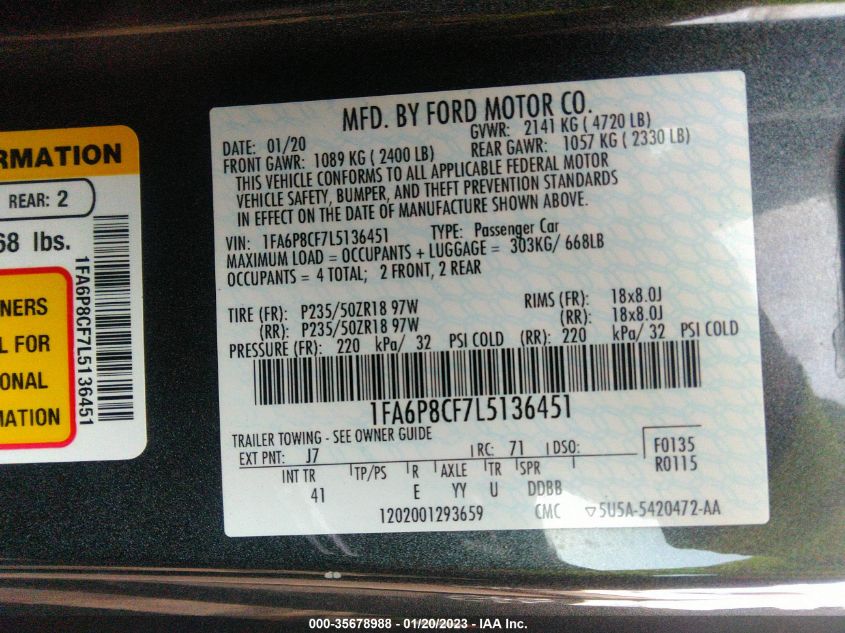 RMATION
REAR: 2
68 lbs.
NERS
L FOR
ONAL
MATION
1FA6P8CF7L5136451
MFD. BY FORD MOTOR CO.
DATE: 01/20 GVWR: 2141 KG ( 4720 LB)
FRONT GAWR: 1089 KG ( 2400 LB) REAR GAWR: 1057 KG ( 2330 LB)
THIS VEHICLE CONFORMS TO ALL APPLICABLE FEDERAL MOTOR
VEHICLE SAFETY, BUMPER, AND THEFT PREVENTION STANDARDS
IN EFFECT ON THE DATE OF MANUFACTURE SHOWN ABOVE.
VIN: 1FA6P8CF7L5136451 TYPE: Passenger Car
MAXIMUM LOAD = OCCUPANTS + LUGGAGE = 303KG/ 668LB
OCCUPANTS = 4 TOTAL; 2 FRONT, 2 REAR
TIRE (FR): P235/50ZR18 97W RIMS (FR): 18x8.0J
(RR): P235/50ZR18 97W (RR): 18x8.0J
PRESSURE (FR): 220 kPa/ 32 PSI COLD (RR): 220 kPa/ 32 PSI COLD
1FA6P8CF7L5136451
TRAILER TOWING - SEE OWNER GUIDE
EXT PNT: J7 RC: 71 DSO: F0135
R0115
INT TR TP/PS R AXLE TR SPR
41 E YY U DDBB
1202001293659 CMC ▽5U5A-5420472-AA
000-35678988 — 01/20/2023 - IAA Inc.